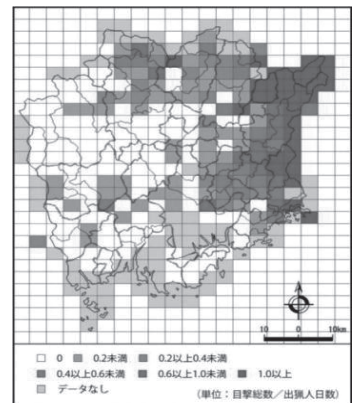 10 0 10km
0 0.2未満 0.2以上0.4未満
0.4以上0.6未満 0.6以上1.0未満 1.0以上
データなし (単位:目撃総数/出猟人日数)